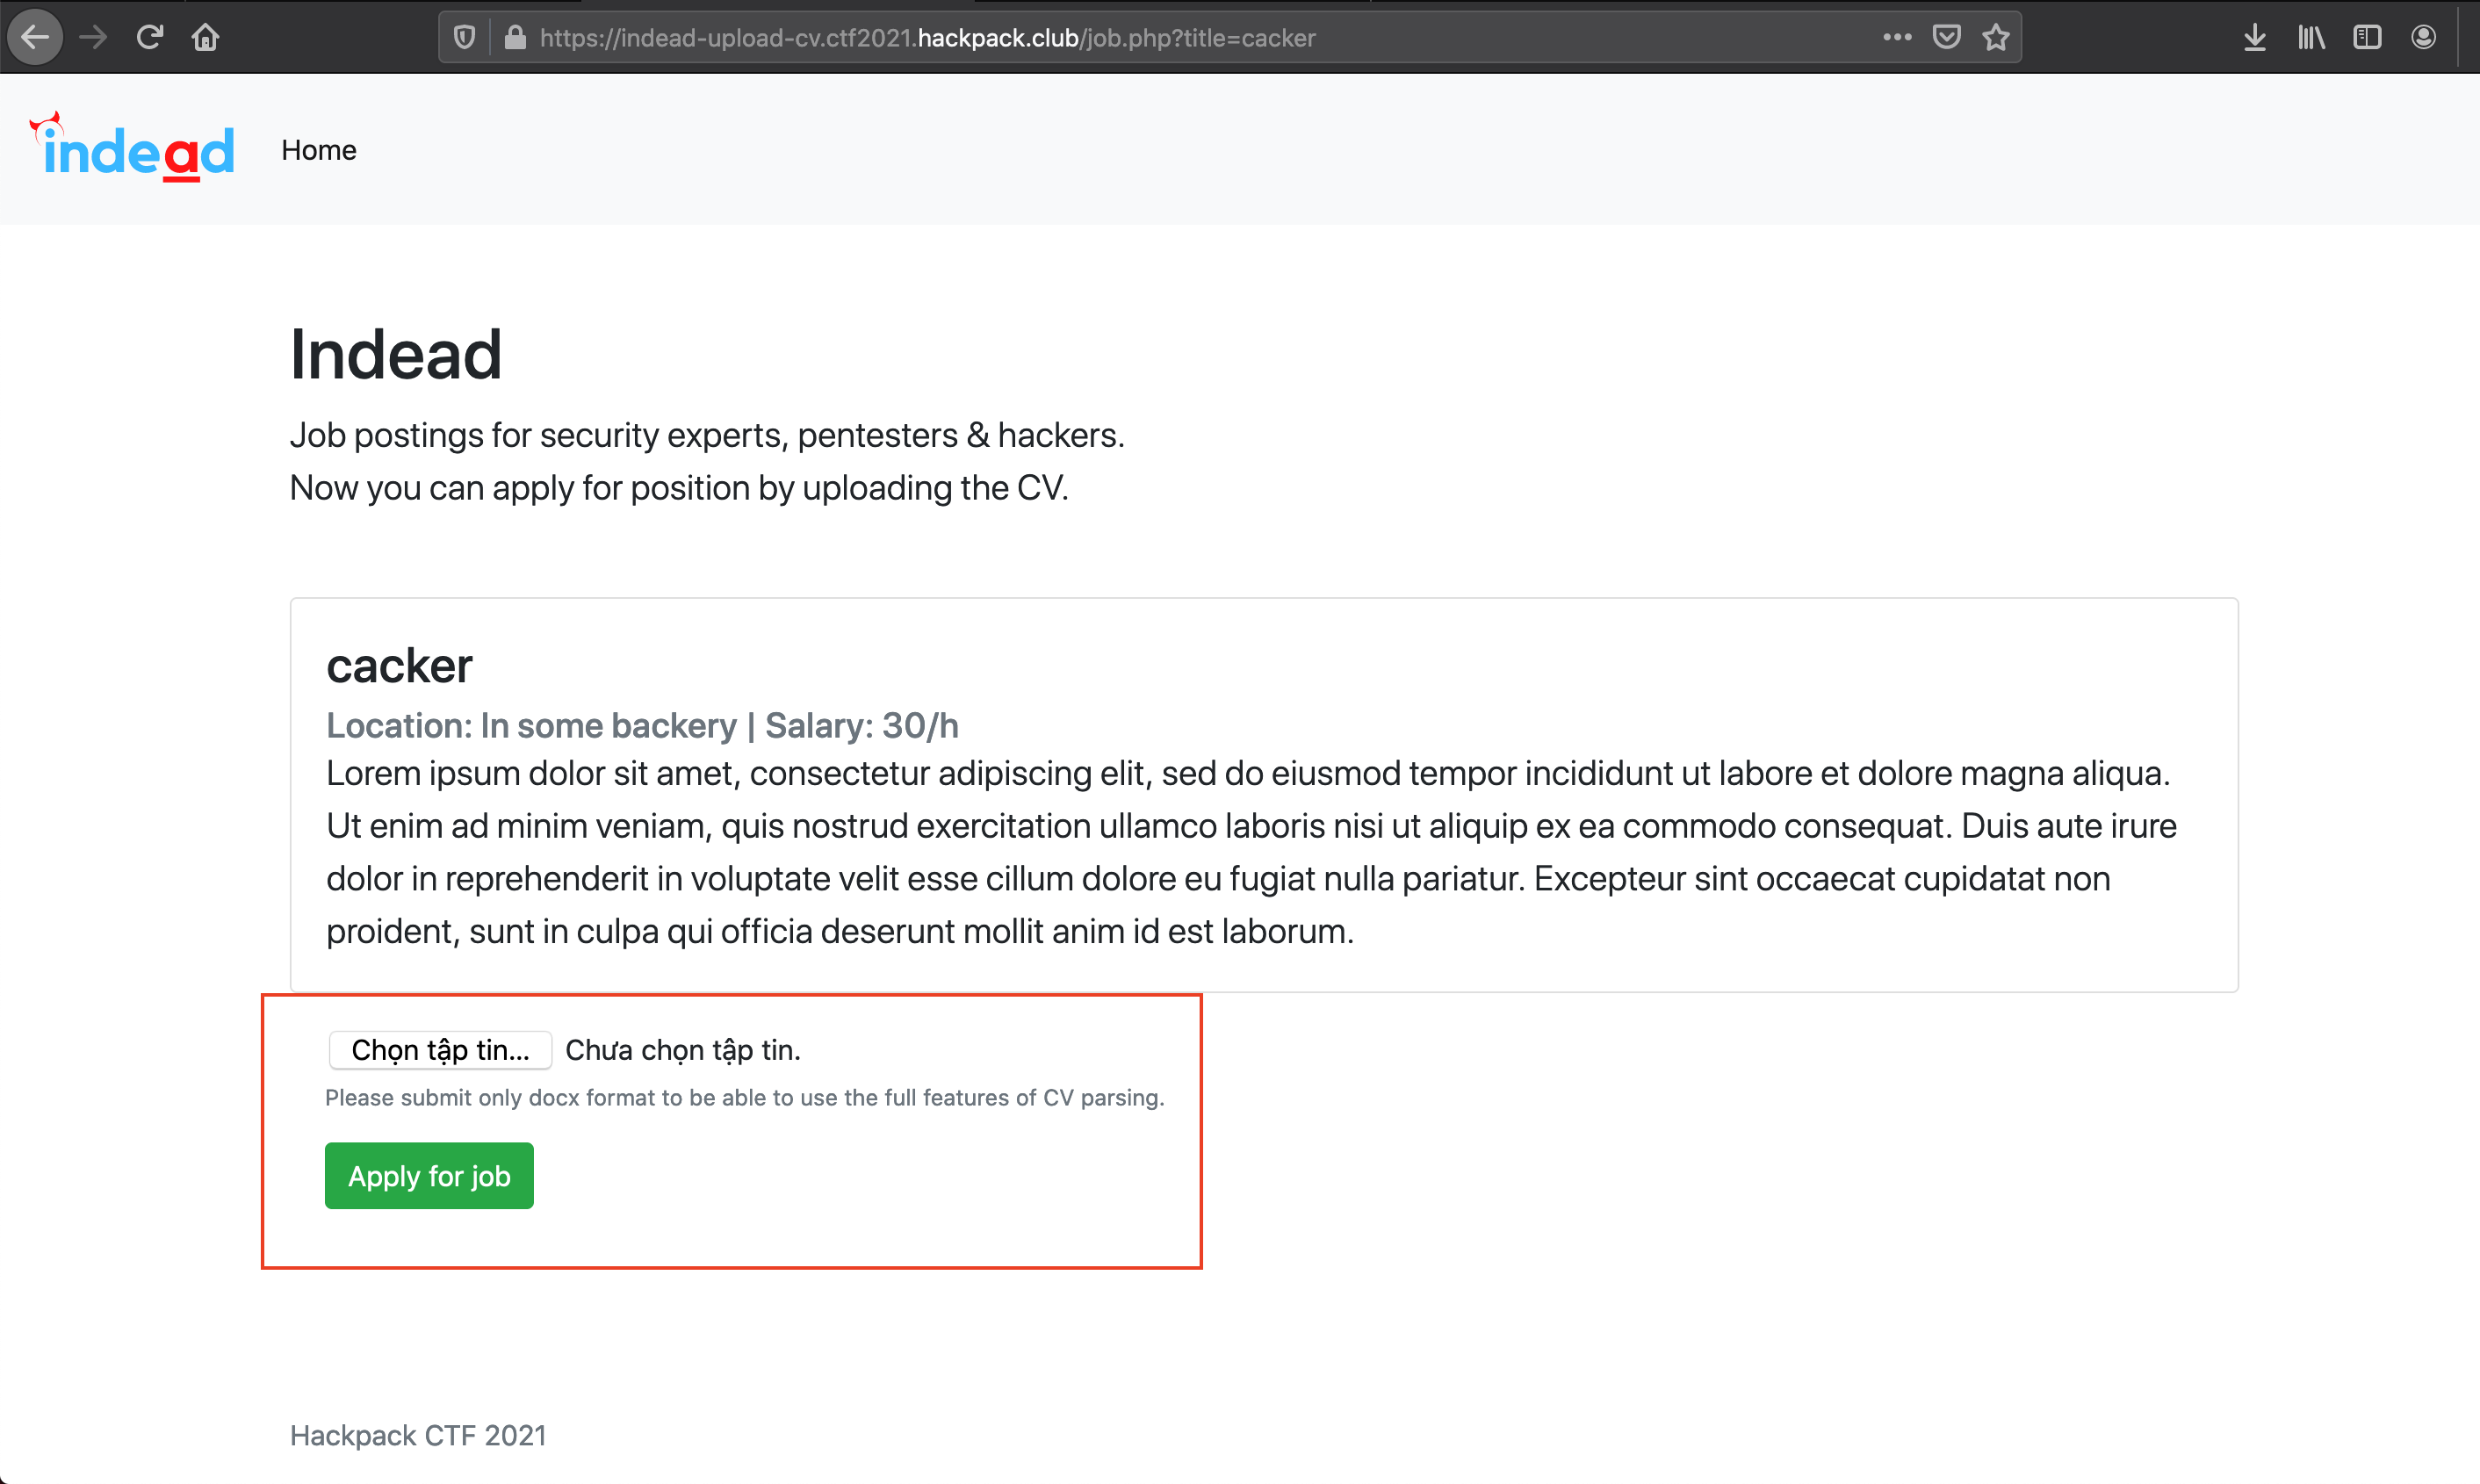 https://indead-upload-cv.ctf2021.hackpack.club/job.php?title=cacker
indead
Home
Indead
Job postings for security experts, pentesters & hackers.
Now you can apply for position by uploading the CV.
cacker
Location: In some backery | Salary: 30/h
Lorem ipsum dolor sit amet, consectetur adipiscing elit, sed do eiusmod tempor incididunt ut labore et dolore magna aliqua.
Ut enim ad minim veniam, quis nostrud exercitation ullamco laboris nisi ut aliquip ex ea commodo consequat. Duis aute irure
dolor in reprehenderit in voluptate velit esse cillum dolore eu fugiat nulla pariatur. Excepteur sint occaecat cupidatat non
proident, sunt in culpa qui officia deserunt mollit anim id est laborum.
Chọn tập tin... Chưa chọn tập tin.
Please submit only docx format to be able to use the full features of CV parsing.
Apply for job
Hackpack CTF 2021